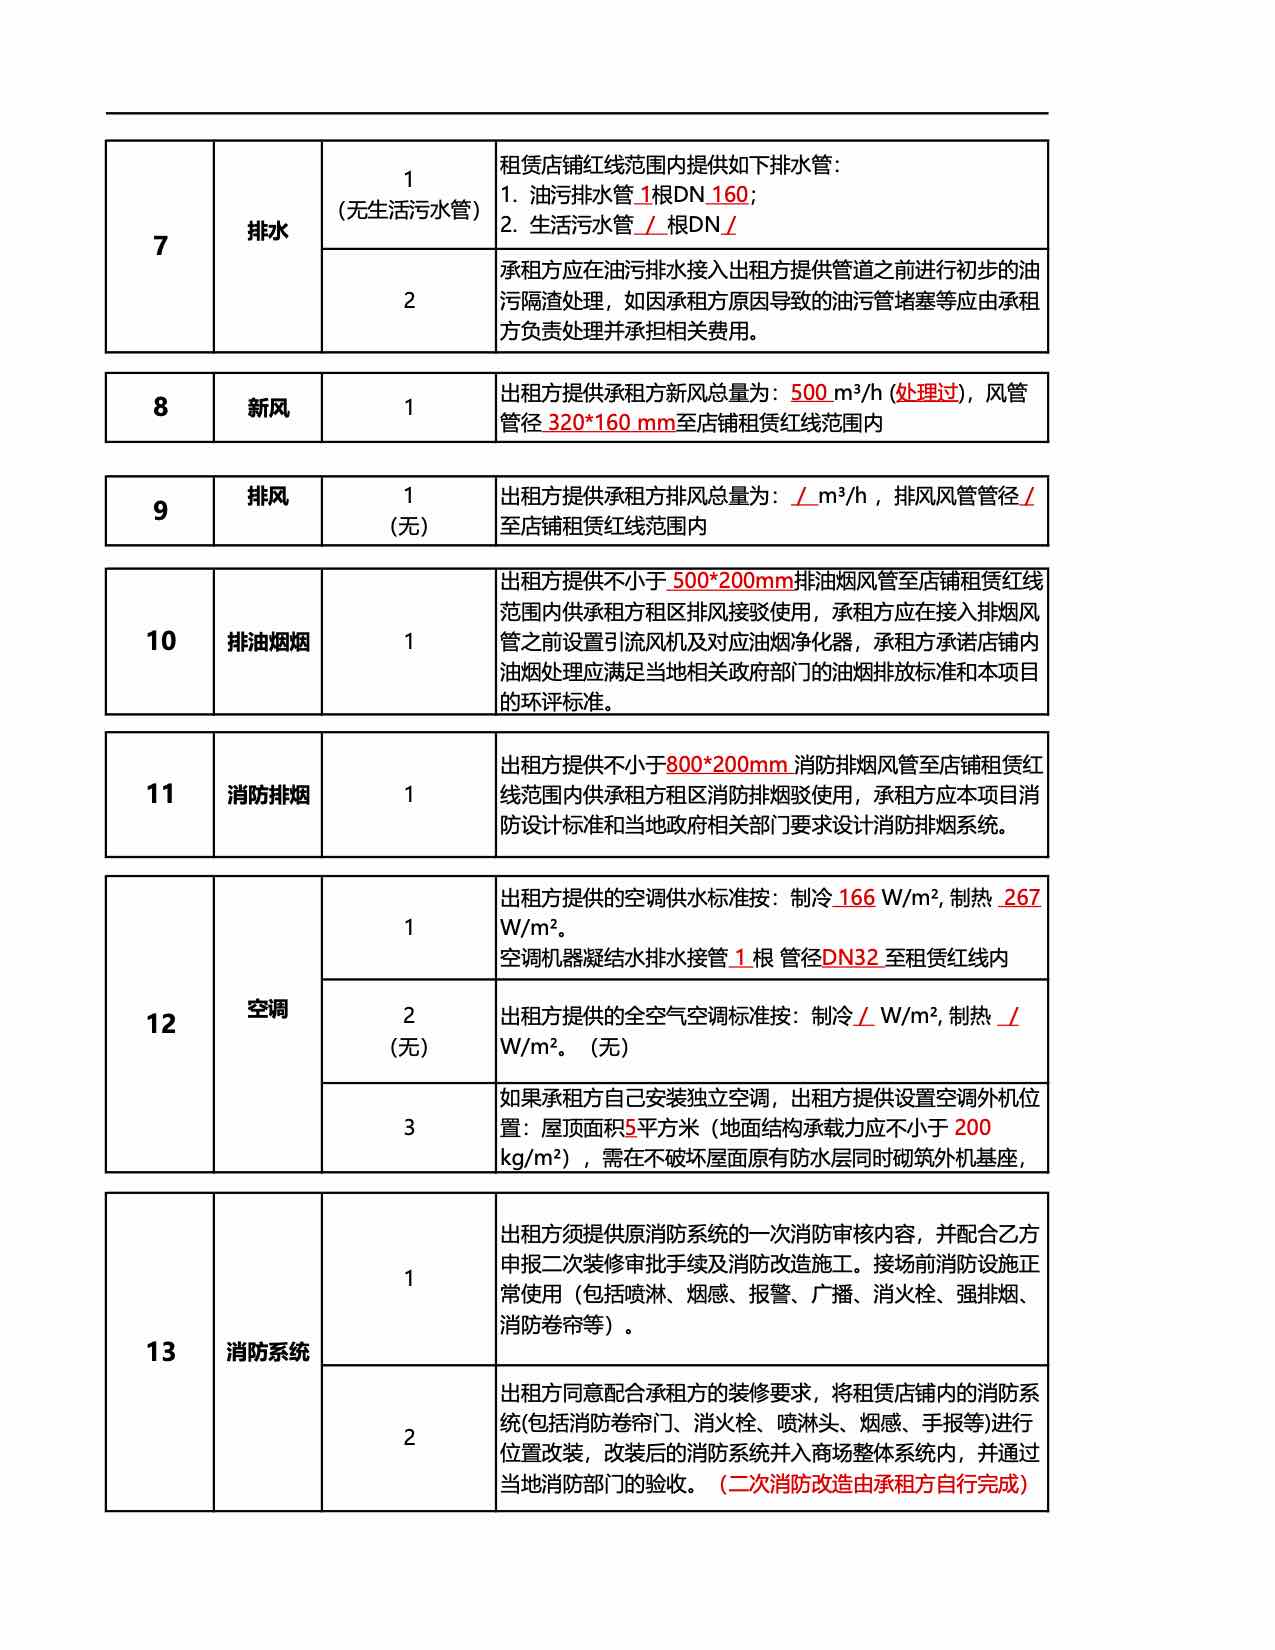 7
排水
1
（无生活污水管）
租赁店铺红线范围内提供如下排水管：
1. 油污排水管 1根DN 160；
2. 生活污水管 / 根DN /
2
承租方应在油污排水接入出租方提供管道之前进行初步的油
污隔渣处理，如因承租方原因导致的油污管堵塞等应由承租
方负责处理并承担相关费用。
8
新风
1
出租方提供承租方新风总量为：500 m³/h (处理过)，风管
管径 320*160 mm至店铺租赁红线范围内
9
排风
1
（无）
出租方提供承租方排风总量为： / m³/h ，排风风管管径 /
至店铺租赁红线范围内
10
排油烟烟
1
出租方提供不小于 500*200mm排油烟风管至店铺租赁红线
范围内供承租方租区排风接驳使用，承租方应在接入排烟风
管之前设置引流风机及对应油烟净化器，承租方承诺店铺内
油烟处理应满足当地相关政府部门的油烟排放标准和本项目
的环评标准。
11
消防排烟
1
出租方提供不小于800*200mm 消防排烟风管至店铺租赁红
线范围内供承租方租区消防排烟驳使用，承租方应本项目消
防设计标准和当地政府相关部门要求设计消防排烟系统。
12
空调
1
出租方提供的空调供水标准按：制冷 166 W/m², 制热 267
W/m²。
空调机器凝结水排水接管 1 根 管径DN32 至租赁红线内
2
（无）
出租方提供的全空气空调标准按：制冷 / W/m², 制热 /
W/m²。（无）
3
如果承租方自己安装独立空调，出租方提供设置空调外机位
置：屋顶面积5平方米（地面结构承载力应不小于 200
kg/m²），需在不破坏屋面原有防水层同时砌筑外机基座，
13
消防系统
1
出租方须提供原消防系统的一次消防审核内容，并配合乙方
申报二次装修审批手续及消防改造施工。接场前消防设施正
常使用（包括喷淋、烟感、报警、广播、消火栓、强排烟、
消防卷帘等）。
2
出租方同意配合承租方的装修要求，将租赁店铺内的消防系
统(包括消防卷帘门、消火栓、喷淋头、烟感、手报等)进行
位置改装，改装后的消防系统并入商场整体系统内，并通过
当地消防部门的验收。（二次消防改造由承租方自行完成）